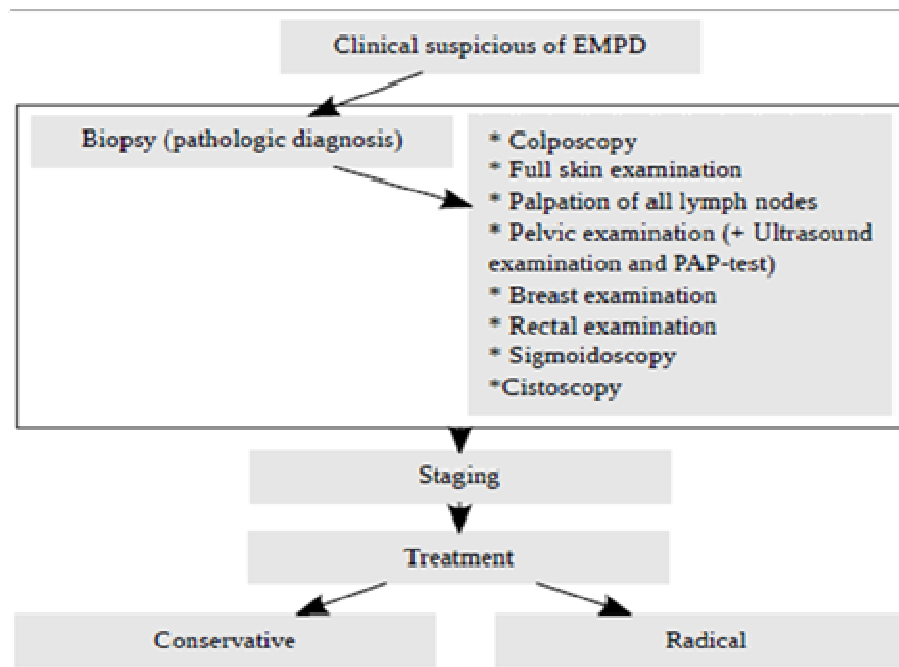 Clinical suspicious of EMPD
Biopsy (pathologic diagnosis)
* Colposcopy
* Full skin examination
* Palpation of all lymph nodes
* Pelvic examination (+ Ultrasound
examination and PAP-test)
* Breast examination
* Rectal examination
* Sigmoidoscopy
*Cistoscopy
Staging
Treatment
Conservative
Radical